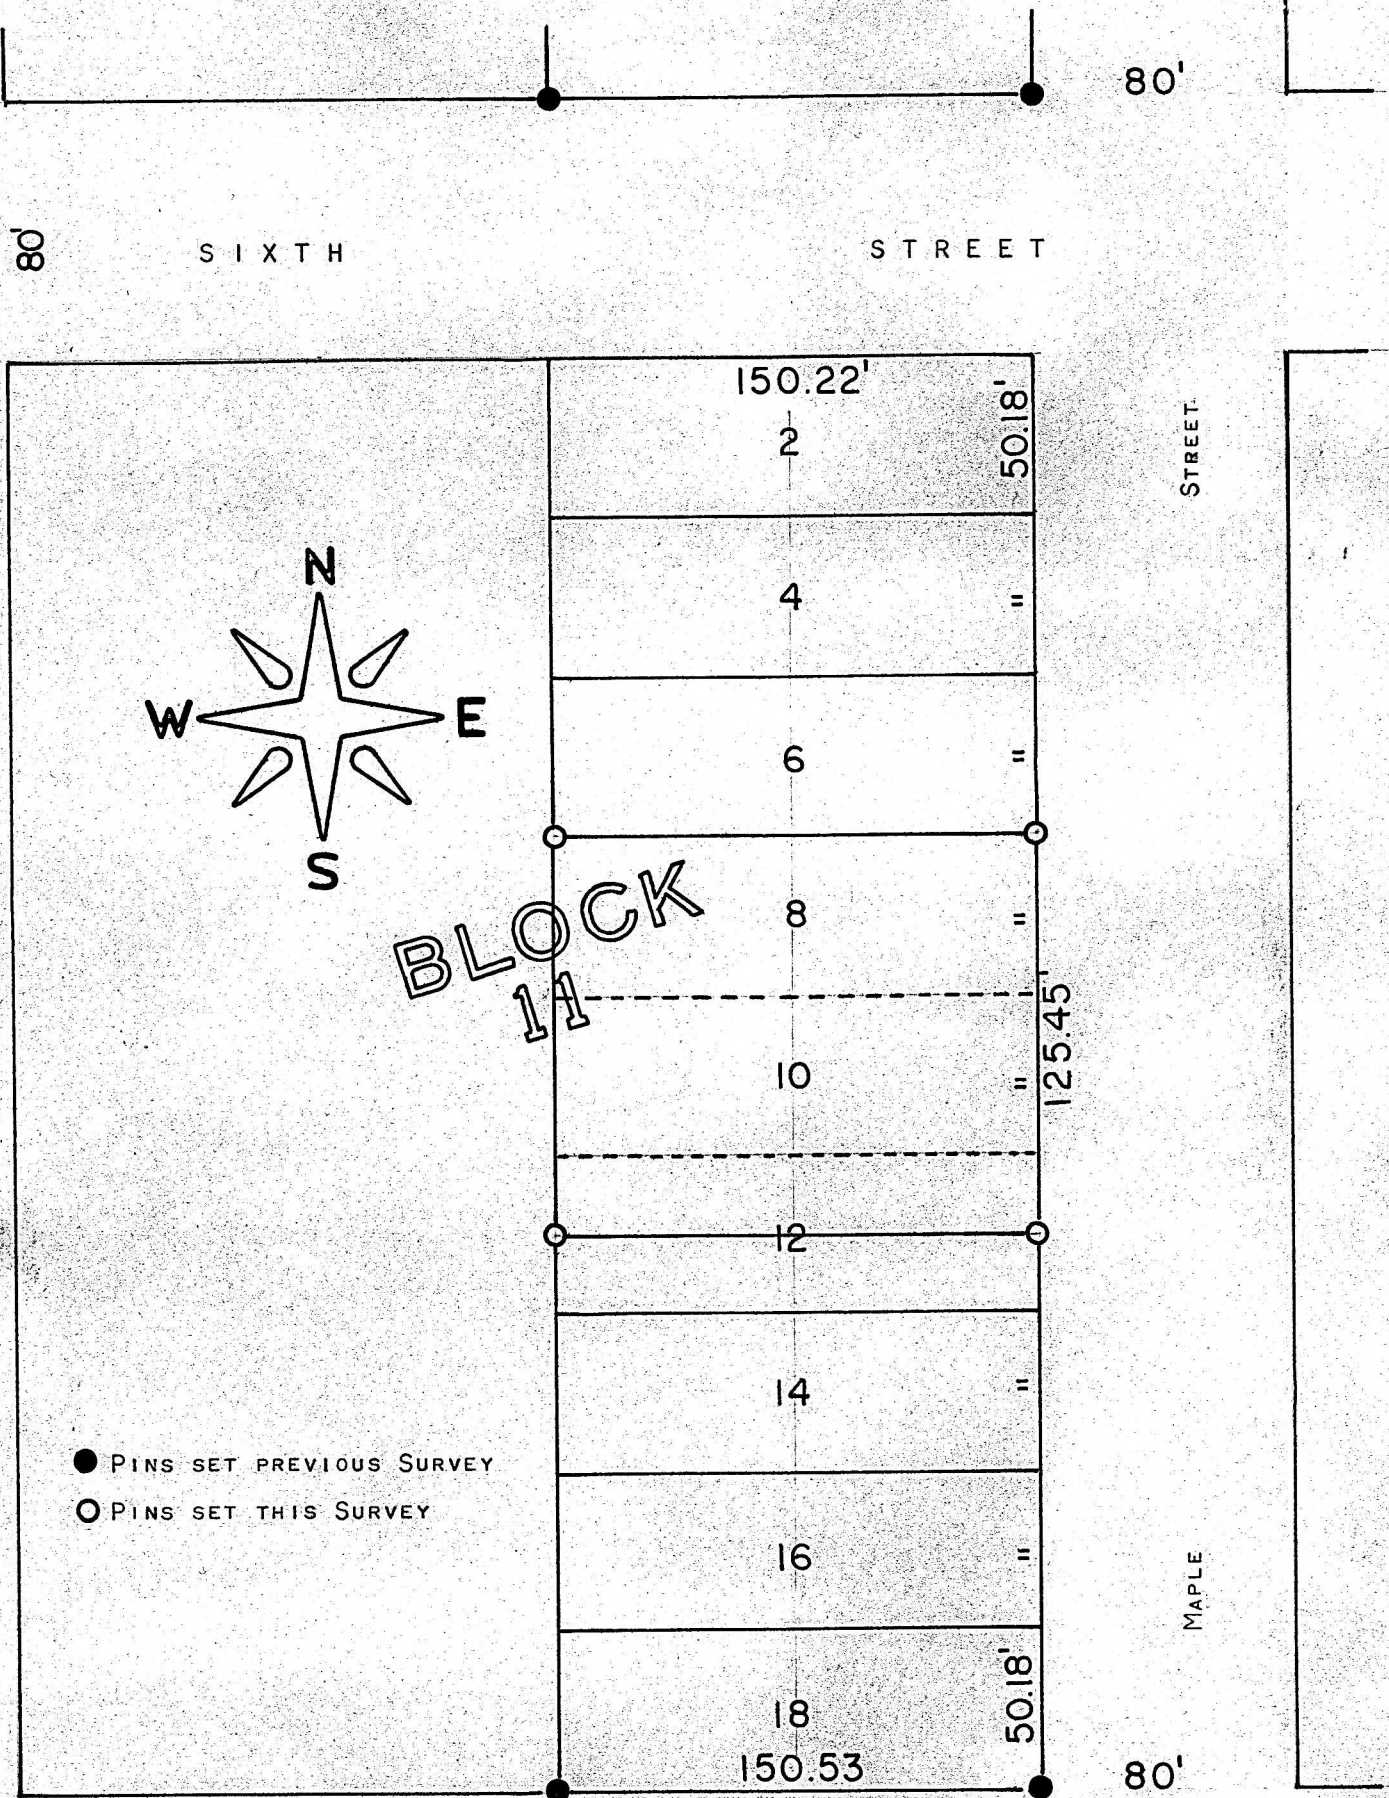 80'
80'
SIXTH STREET
150.22'
50.18'
2
STREET
N
4
"
W E
6
"
S
BLOCK
11
8
"
125.45'
10
"
12
14
"
● PINS SET PREVIOUS SURVEY
○ PINS SET THIS SURVEY
16
"
MAPLE
50.18'
18
150.53
80'